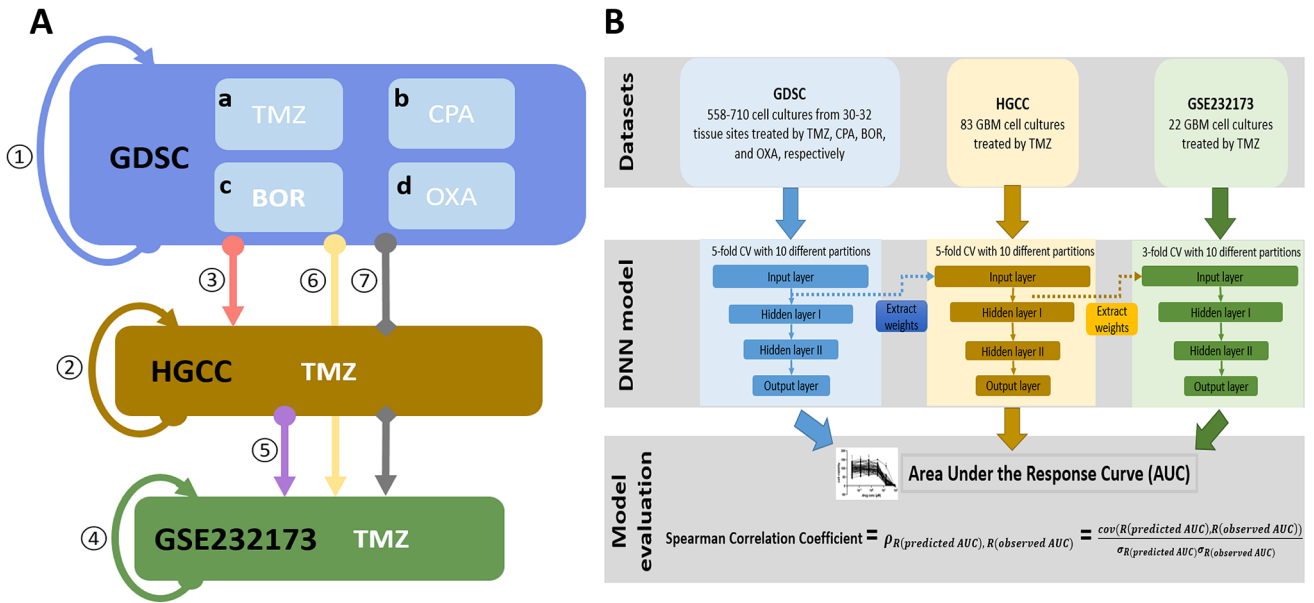 A
①
a
TMZ
b
CPA
GDSC
c
BOR
d
OXA
③
⑥
⑦
②
HGCC
TMZ
⑤
④
GSE232173
TMZ
B
Datasets
GDSC
558-710 cell cultures from 30-32
tissue sites treated by TMZ, CPA, BOR,
and OXA, respectively
HGCC
83 GBM cell cultures
treated by TMZ
GSE232173
22 GBM cell cultures
treated by TMZ
DNN model
5-fold CV with 10 different partitions
Input layer
Hidden layer I
Hidden layer II
Output layer
Extract
weights
5-fold CV with 10 different partitions
Input layer
Hidden layer I
Hidden layer II
Output layer
Extract
weights
3-fold CV with 10 different partitions
Input layer
Hidden layer I
Hidden layer II
Output layer
Model
evaluation
Area Under the Response Curve (AUC)
Spearman Correlation Coefficient = ρR(predicted AUC), R(observed AUC) = cov(R(predicted AUC),R(observed AUC))
σR(predicted AUC)σR(observed AUC)